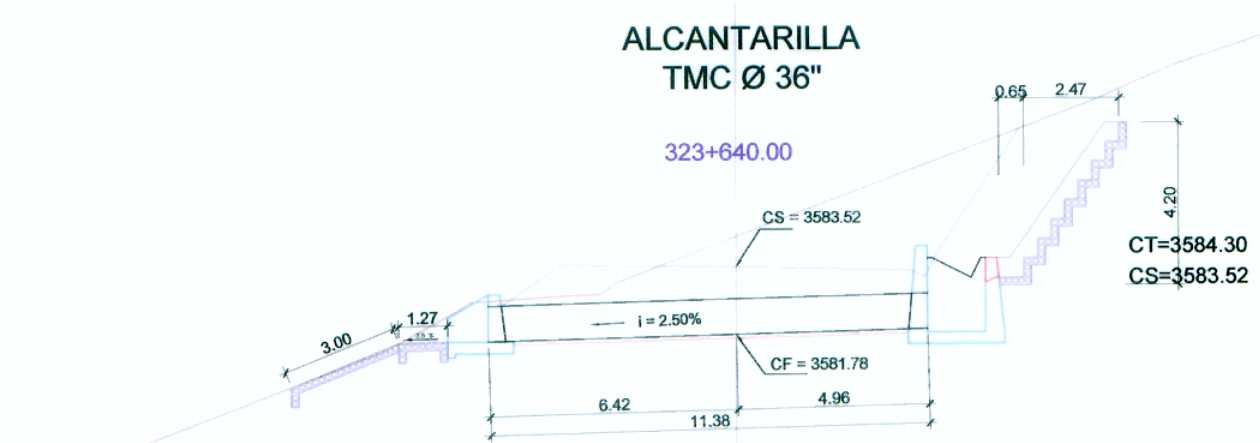 ALCANTARILLA
TMC Ø 36"
323+640.00
0.65
2.47
4.20
CS = 3583.52
CT=3584.30
CS=3583.52
1.27
3.00
i = 2.50%
CF = 3581.78
6.42
4.96
11.38